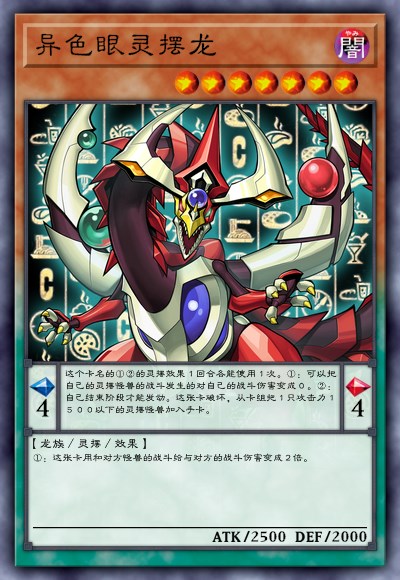 异色眼灵摆龙
闇
やみ
这个卡名的①②的灵摆效果1回合各能使用1次。①：可以把
自己的灵摆怪兽的战斗发生的对自己的战斗伤害变成0。②：
自己结束阶段才能发动。这张卡破坏，从卡组把1只攻击力1
500以下的灵摆怪兽加入手卡。
4
4
【龙族／灵摆／效果】
①：这张卡用和对方怪兽的战斗给与对方的战斗伤害变成2倍。
ATK/2500 DEF/2000